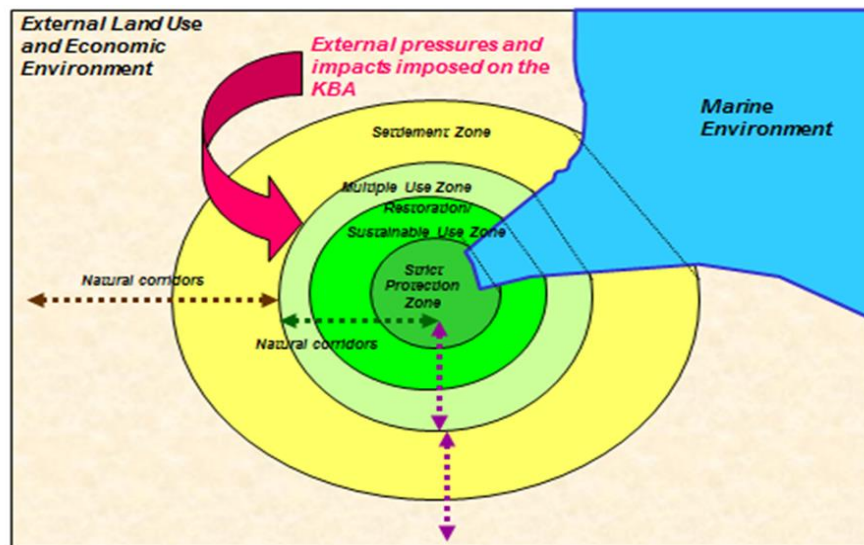 External Land Use
and Economic
Environment
External pressures and
impacts imposed on the
KBA
Marine
Environment
Settlement Zone
Multiple Use Zone
Restoration/
Sustainable Use Zone
Strict
Protection
Zone
Natural corridors
Natural corridors